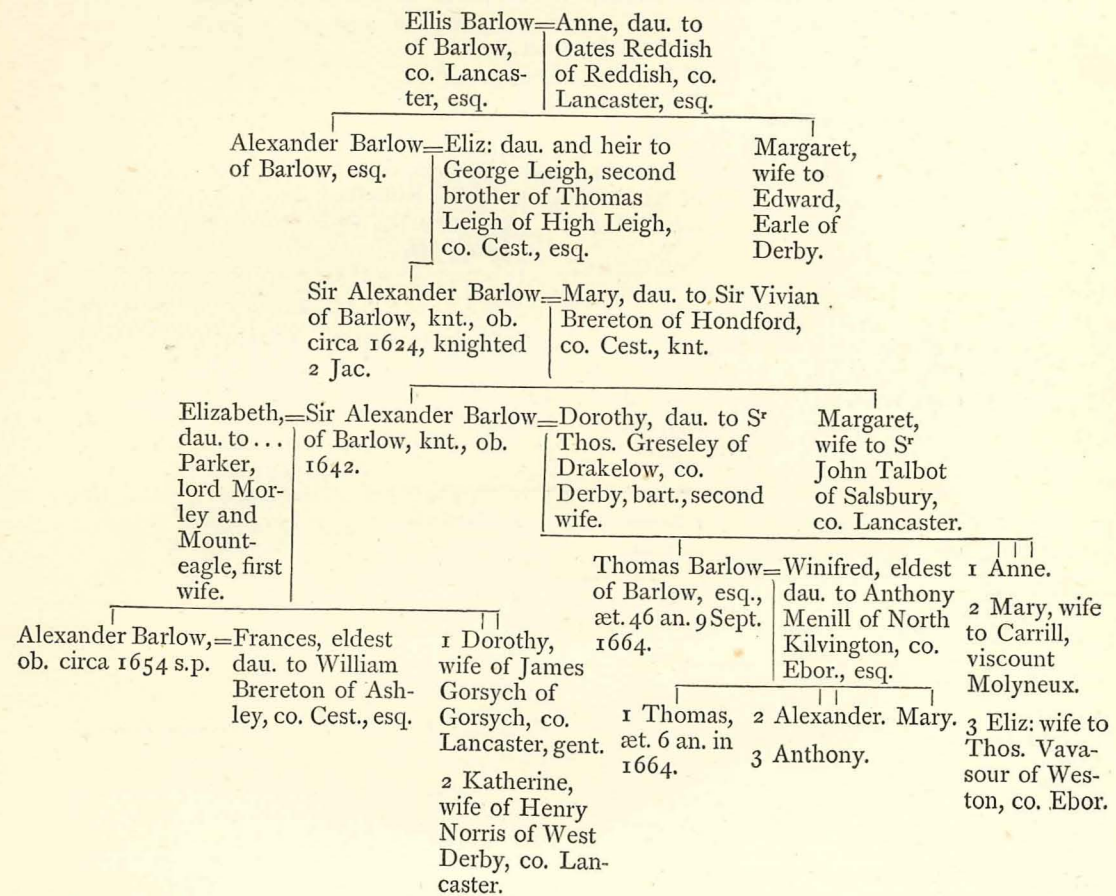 Ellis Barlow=Anne, dau. to
of Barlow, Oates Reddish
co. Lancas- of Reddish, co.
ter, esq. Lancaster, esq.
Alexander Barlow=Eliz: dau. and heir to
of Barlow, esq. George Leigh, second
brother of Thomas
Leigh of High Leigh,
co. Cest., esq.
Margaret,
wife to
Edward,
Earle of
Derby.
Sir Alexander Barlow=Mary, dau. to Sir Vivian
of Barlow, knt., ob. Brereton of Hondford,
circa 1624, knighted co. Cest., knt.
2 Jac.
Elizabeth,=Sir Alexander Barlow=Dorothy, dau. to Sʳ
dau. to... of Barlow, knt., ob. Thos. Greseley of
Parker, 1642. Drakelow, co.
lord Mor- Derby, bart., second
ley and wife.
Mount-
eagle, first
wife.
Margaret,
wife to Sʳ
John Talbot
of Salsbury,
co. Lancaster.
Thomas Barlow=Winifred, eldest
of Barlow, esq., dau. to Anthony
æt. 46 an. 9 Sept. Menill of North
1664. Kilvington, co.
Ebor., esq.
1 Anne.
2 Mary, wife
to Carrill,
viscount
Molyneux.
3 Eliz: wife to
Thos. Vava-
sour of Wes-
ton, co. Ebor.
Alexander Barlow,=Frances, eldest
ob. circa 1654 s.p. dau. to William
Brereton of Ash-
ley, co. Cest., esq.
1 Dorothy,
wife of James
Gorsych of
Gorsych, co.
Lancaster, gent.
2 Katherine,
wife of Henry
Norris of West
Derby, co. Lan-
caster.
1 Thomas,
æt. 6 an. in
1664.
2 Alexander. Mary.
3 Anthony.